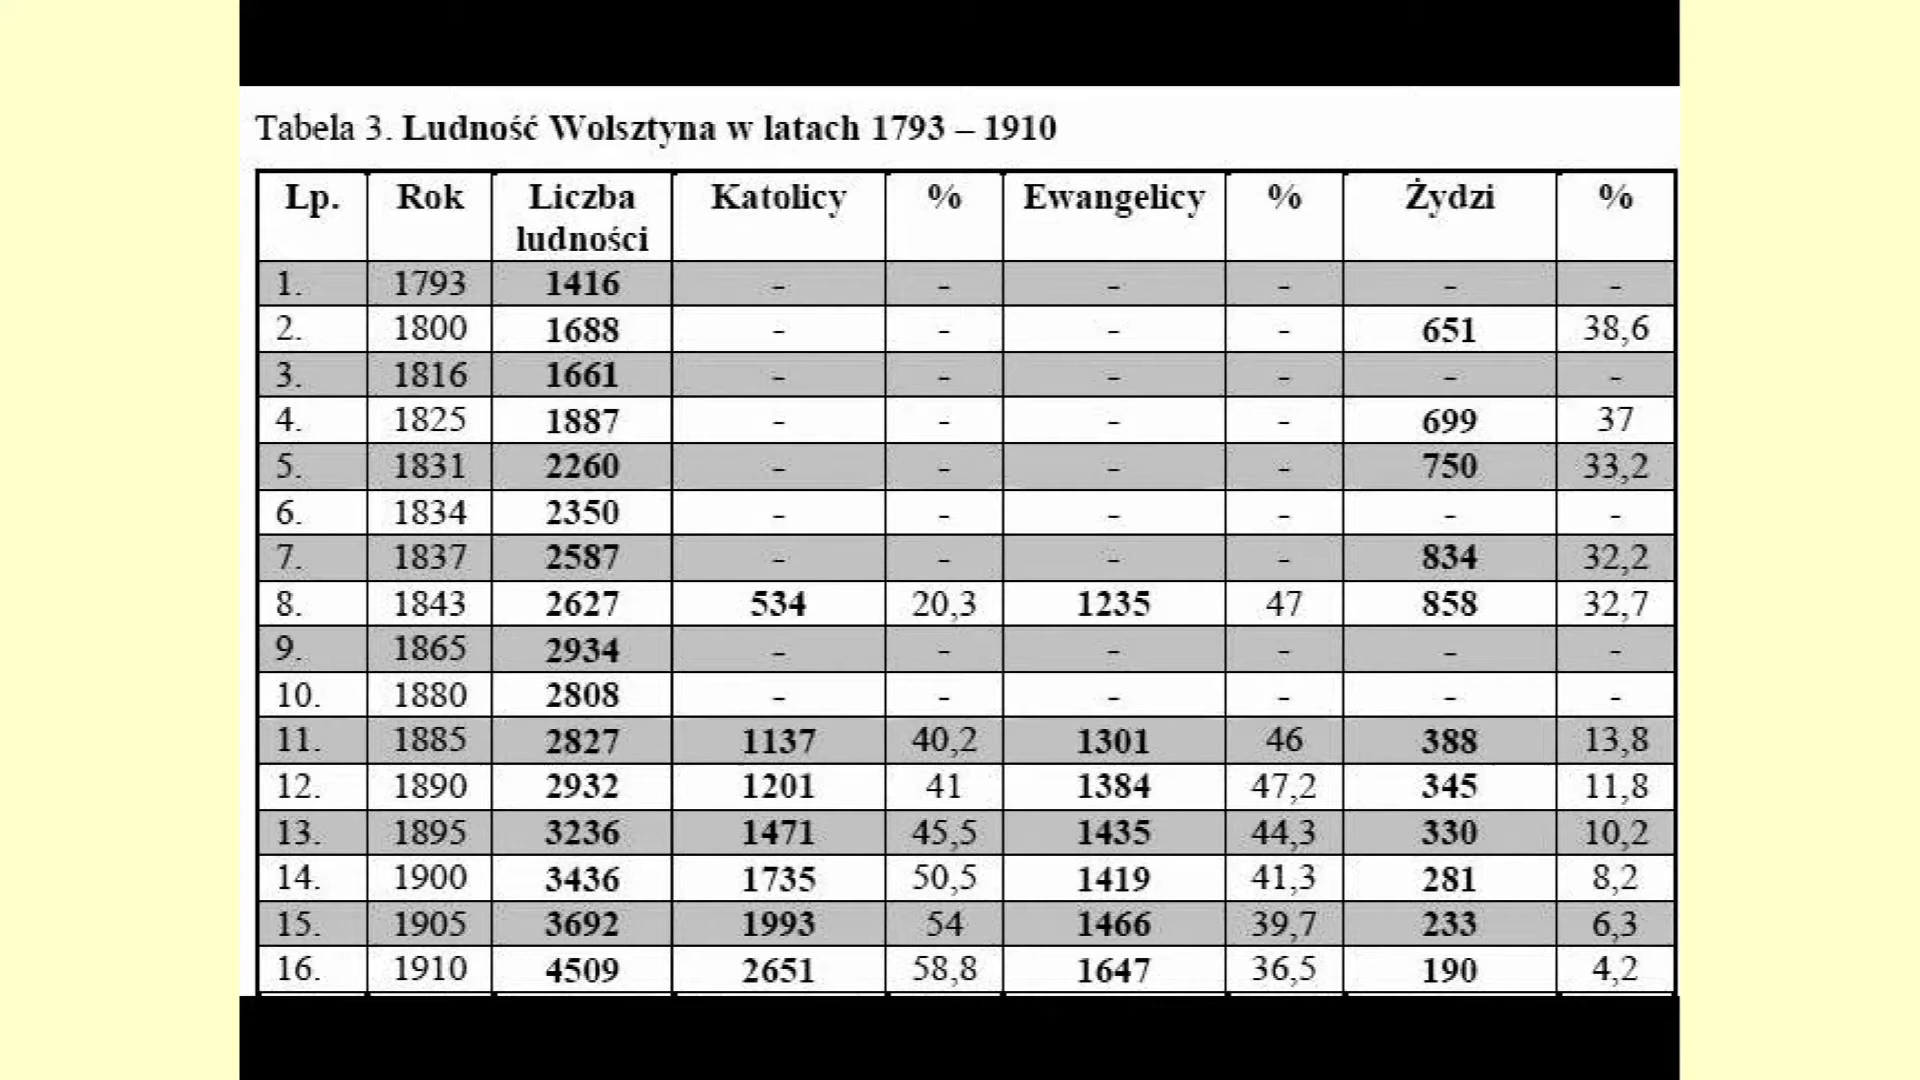 Tabela 3. Ludność Wolsztyna w latach 1793 – 1910
Lp. Rok Liczba ludności Katolicy % Ewangelicy % Żydzi %
1. 1793 1416 - - - - - -
2. 1800 1688 - - - - 651 38,6
3. 1816 1661 - - - - - -
4. 1825 1887 - - - - 699 37
5. 1831 2260 - - - - 750 33,2
6. 1834 2350 - - - - - -
7. 1837 2587 - - - - 834 32,2
8. 1843 2627 534 20,3 1235 47 858 32,7
9. 1865 2934 - - - - - -
10. 1880 2808 - - - - - -
11. 1885 2827 1137 40,2 1301 46 388 13,8
12. 1890 2932 1201 41 1384 47,2 345 11,8
13. 1895 3236 1471 45,5 1435 44,3 330 10,2
14. 1900 3436 1735 50,5 1419 41,3 281 8,2
15. 1905 3692 1993 54 1466 39,7 233 6,3
16. 1910 4509 2651 58,8 1647 36,5 190 4,2